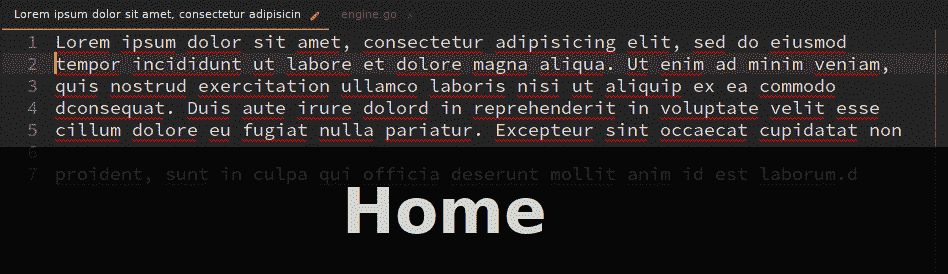 Lorem ipsum dolor sit amet, consectetur adipisicin engine.go
1 Lorem ipsum dolor sit amet, consectetur adipisicing elit, sed do eiusmod
2 tempor incididunt ut labore et dolore magna aliqua. Ut enim ad minim veniam,
3 quis nostrud exercitation ullamco laboris nisi ut aliquip ex ea commodo
4 dconsequat. Duis aute irure dolord in reprehenderit in voluptate velit esse
5 cillum dolore eu fugiat nulla pariatur. Excepteur sint occaecat cupidatat non
6
7 proident, sunt in culpa qui officia deserunt mollit anim id est laborum.d
Home